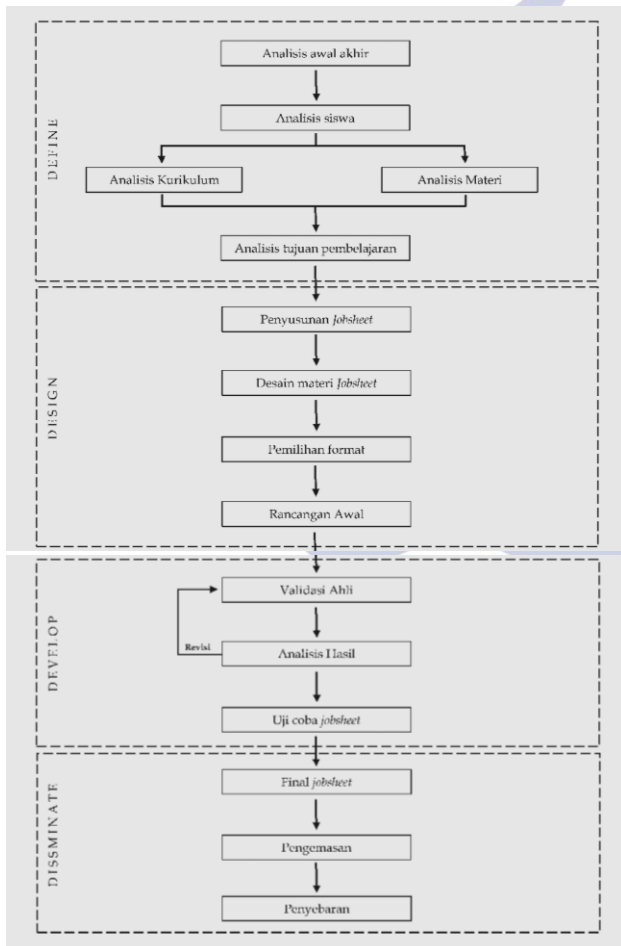 DEFINE
Analisis awal akhir
Analisis siswa
Analisis Kurikulum
Analisis Materi
Analisis tujuan pembelajaran
DESIGN
Penyusunan Jobsheet
Desain materi Jobsheet
Pemilihan format
Rancangan Awal
DEVELOP
Validasi Ahli
Revisi
Analisis Hasil
Uji coba jobsheet
DISSMINATE
Final jobsheet
Pengemasan
Penyebaran